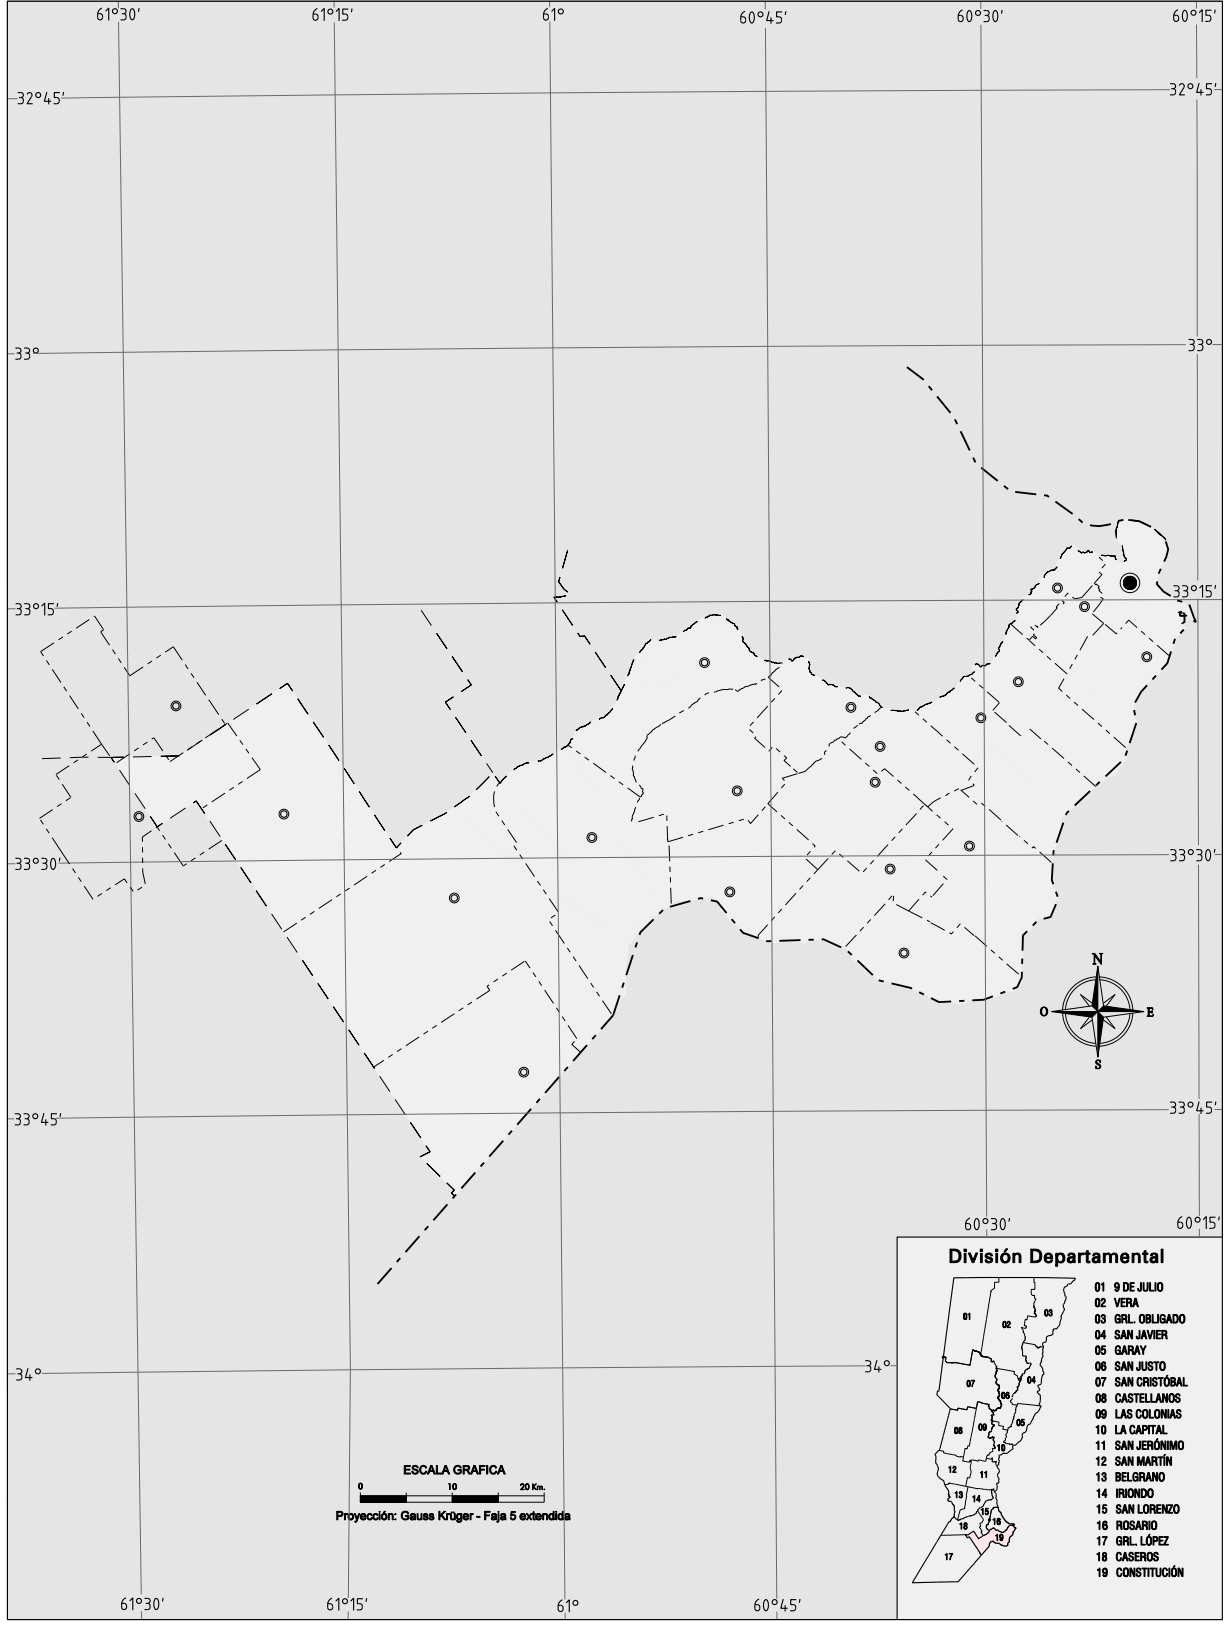 61°30' 61°15' 61° 60°45' 60°30' 60°15'
32°45' 32°45'
33° 33°
33°15' 33°15'
33°30' 33°30'
N
O E
S
33°45' 33°45'
60°30' 60°15'
34° 34°
División Departamental
01 9 DE JULIO
02 VERA
03 GRL. OBLIGADO
04 SAN JAVIER
05 GARAY
06 SAN JUSTO
07 SAN CRISTÓBAL
08 CASTELLANOS
09 LAS COLONIAS
10 LA CAPITAL
11 SAN JERÓNIMO
12 SAN MARTÍN
13 BELGRANO
14 IRIONDO
15 SAN LORENZO
16 ROSARIO
17 GRL. LÓPEZ
18 CASEROS
19 CONSTITUCIÓN
01
02
03
04
07
06
05
08
09
10
12
11
13
14
15
18
16
19
17
ESCALA GRAFICA
0 10 20 Km.
Proyección: Gauss Krüger - Faja 5 extendida
61°30' 61°15' 61° 60°45'